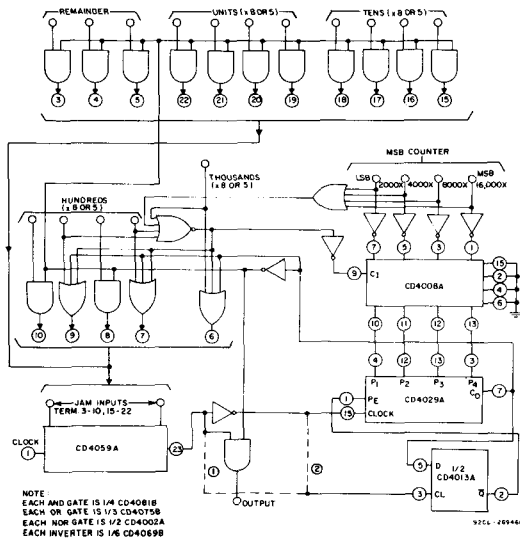 REMAINDER
UNITS (x 8 OR 5)
TENS (x 8 OR 5)
3 4 5 22 21 20 19 18 17 16 15
MSB COUNTER
THOUSANDS
(x 8 OR 5)
LSB 2000X 4000X 8000X MSB 16,000X
HUNDREDS
(x 8 OR 5)
7 5 3 1
9 C1 CD4008A 15
2
4
6
10 9 8 7 6
10 11 12 13
4 12 13 3
JAM INPUTS
TERM. 3-10, 15-22
P1 P2 P3 P4
1 PE CD4029A CO 7
15 CLOCK
CLOCK
1 CD4059A 23
1 2
5 D 1/2
CD4013A
3 CL Q̅ 2
OUTPUT
NOTE:
EACH AND GATE IS 1/4 CD4081B
EACH OR GATE IS 1/3 CD4075B
EACH NOR GATE IS 1/2 CD4002A
EACH INVERTER IS 1/6 CD4069B